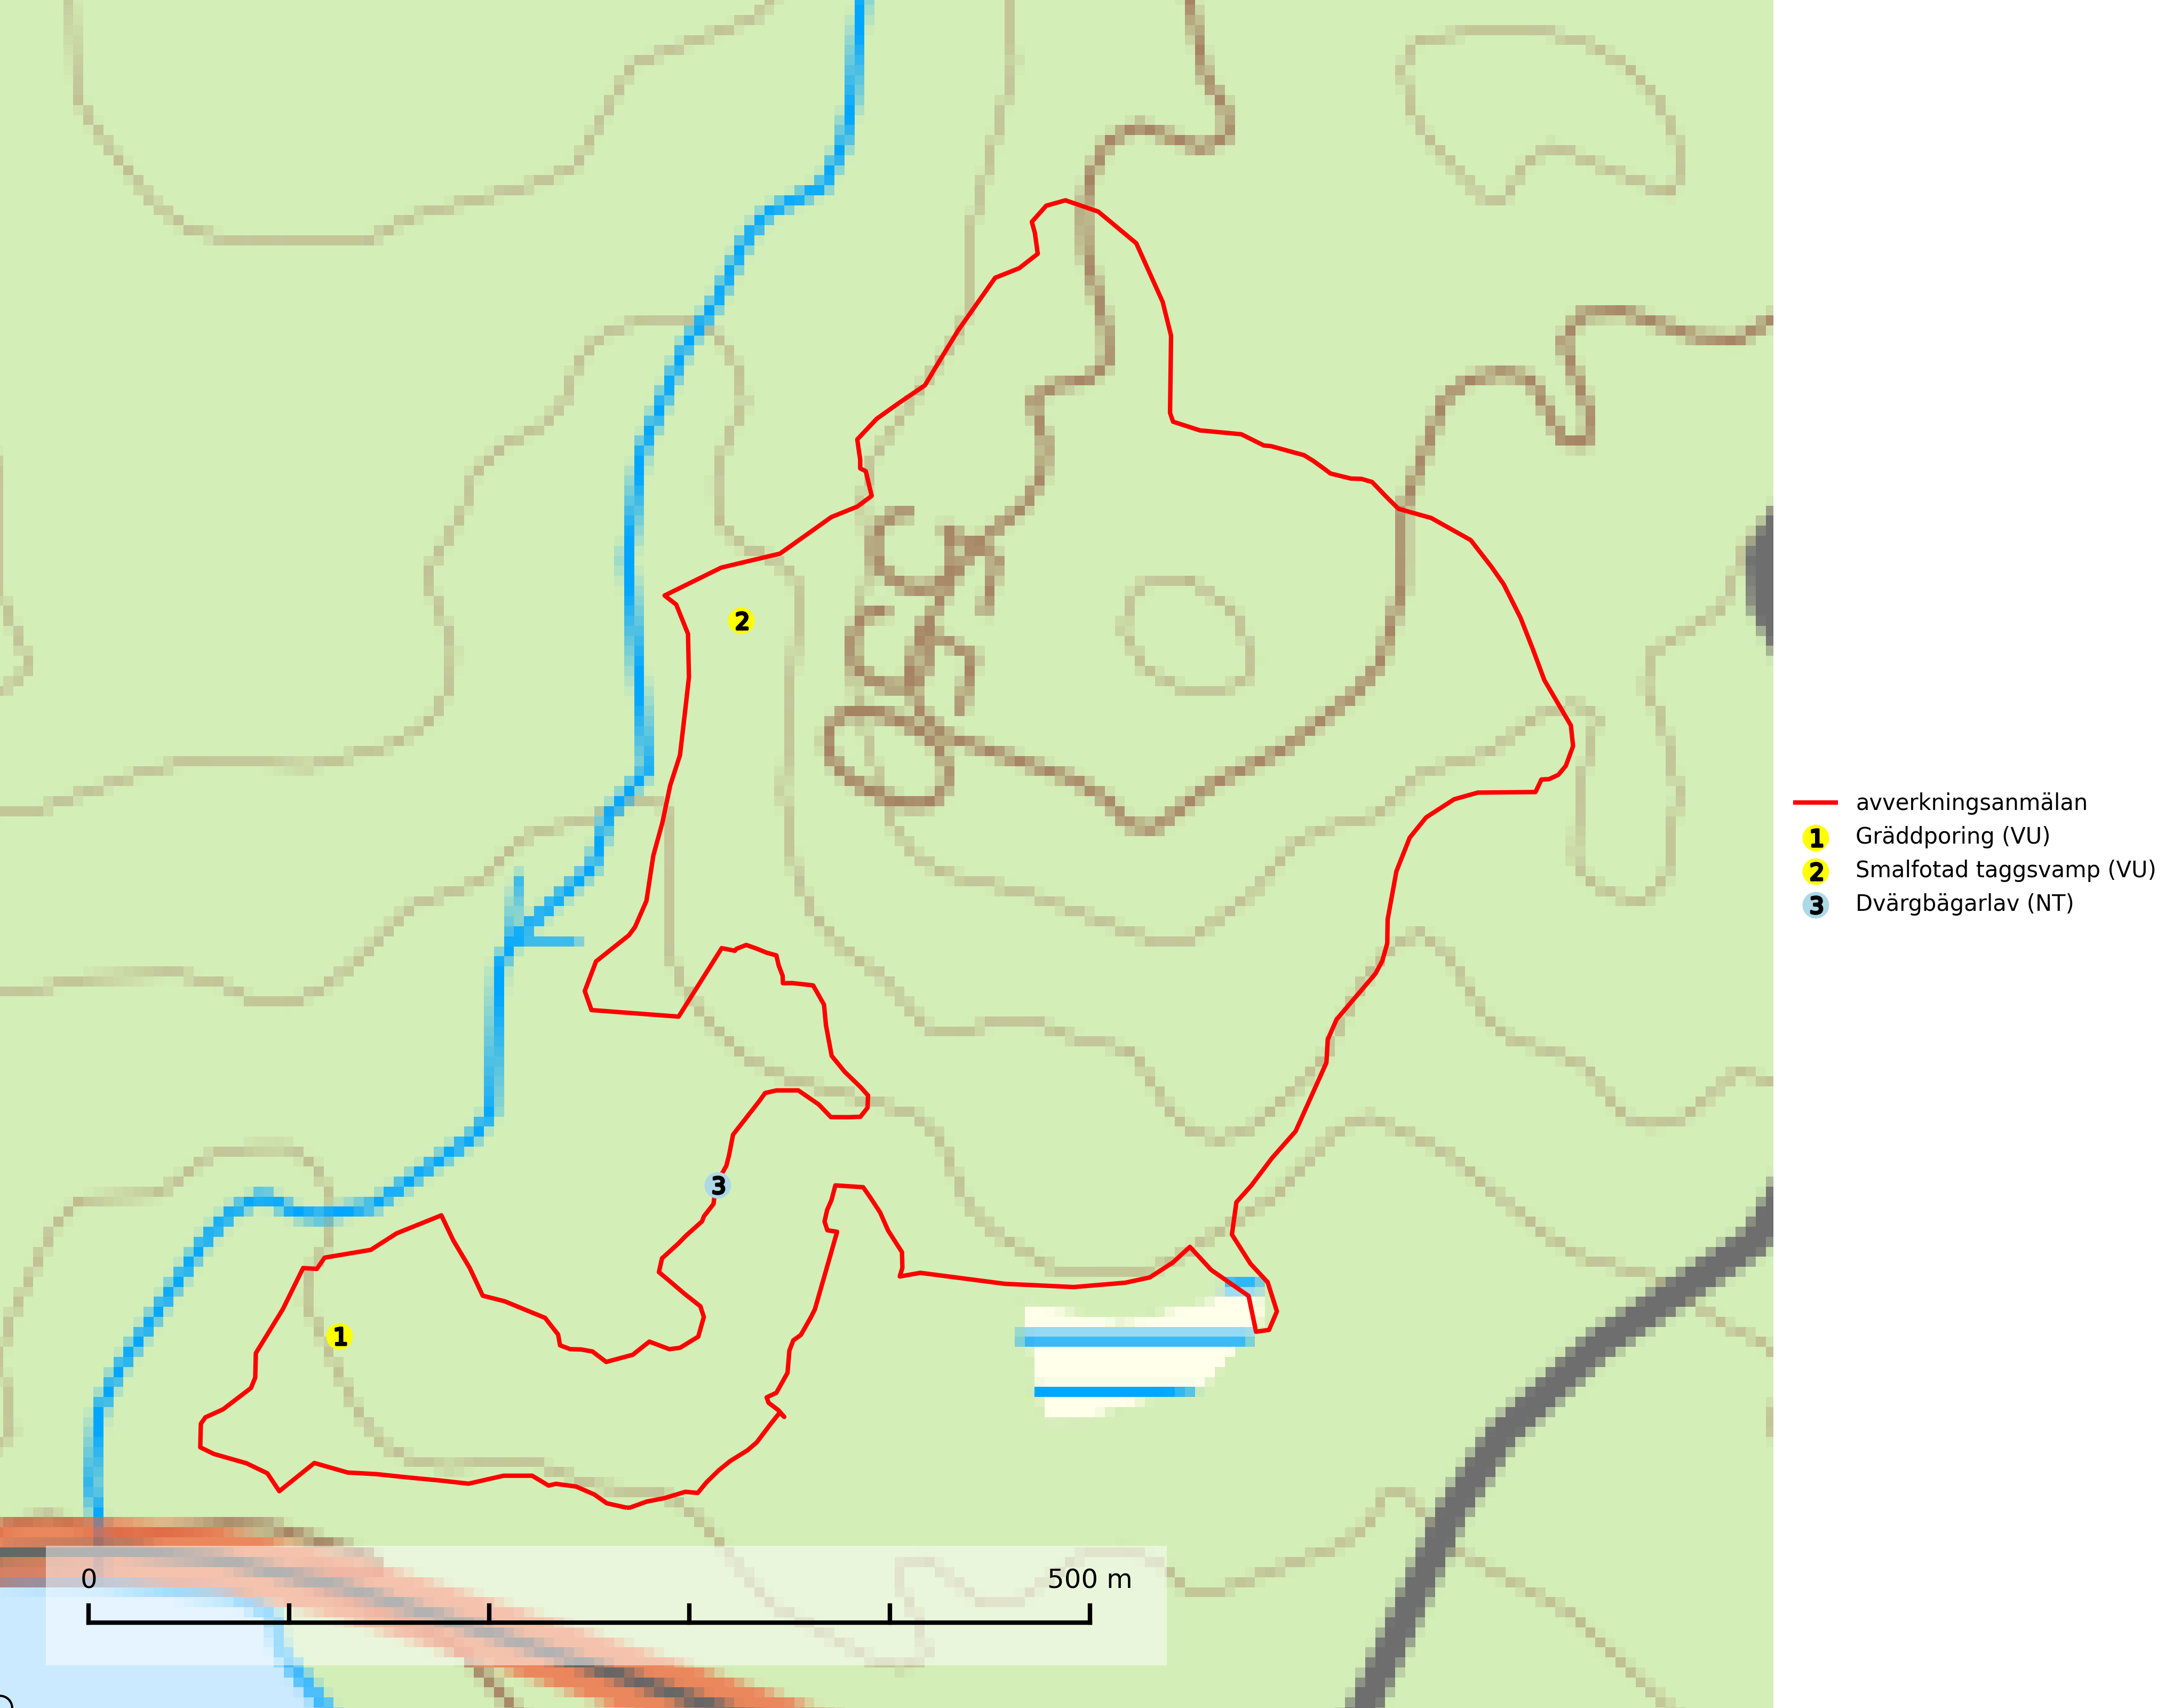 2
3
1
avverkningsanmälan
1 Gräddporing (VU)
2 Smalfotad taggsvamp (VU)
3 Dvärgbägarlav (NT)
0 500 m